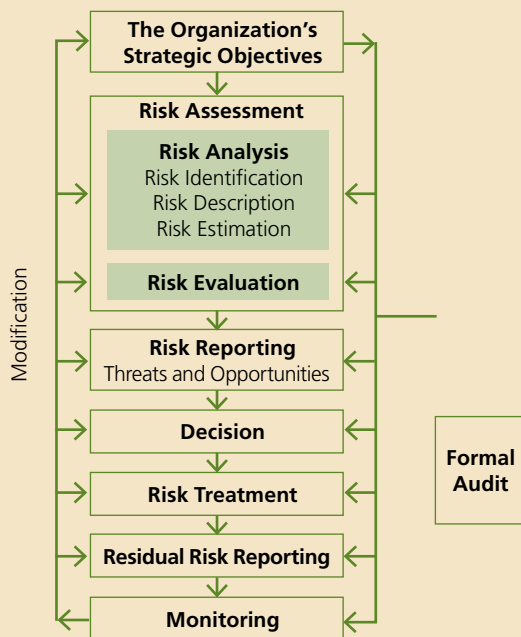 The Organization’s
Strategic Objectives
Risk Assessment
Risk Analysis
Risk Identification
Risk Description
Risk Estimation
Risk Evaluation
Modification
Risk Reporting
Threats and Opportunities
Decision
Formal
Audit
Risk Treatment
Residual Risk Reporting
Monitoring